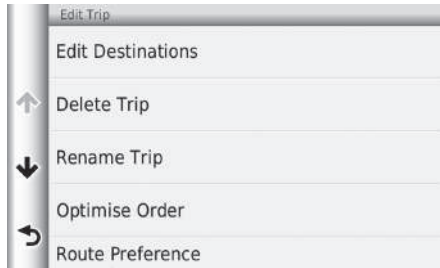 Edit Trip
Edit Destinations
Delete Trip
Rename Trip
Optimise Order
Route Preference